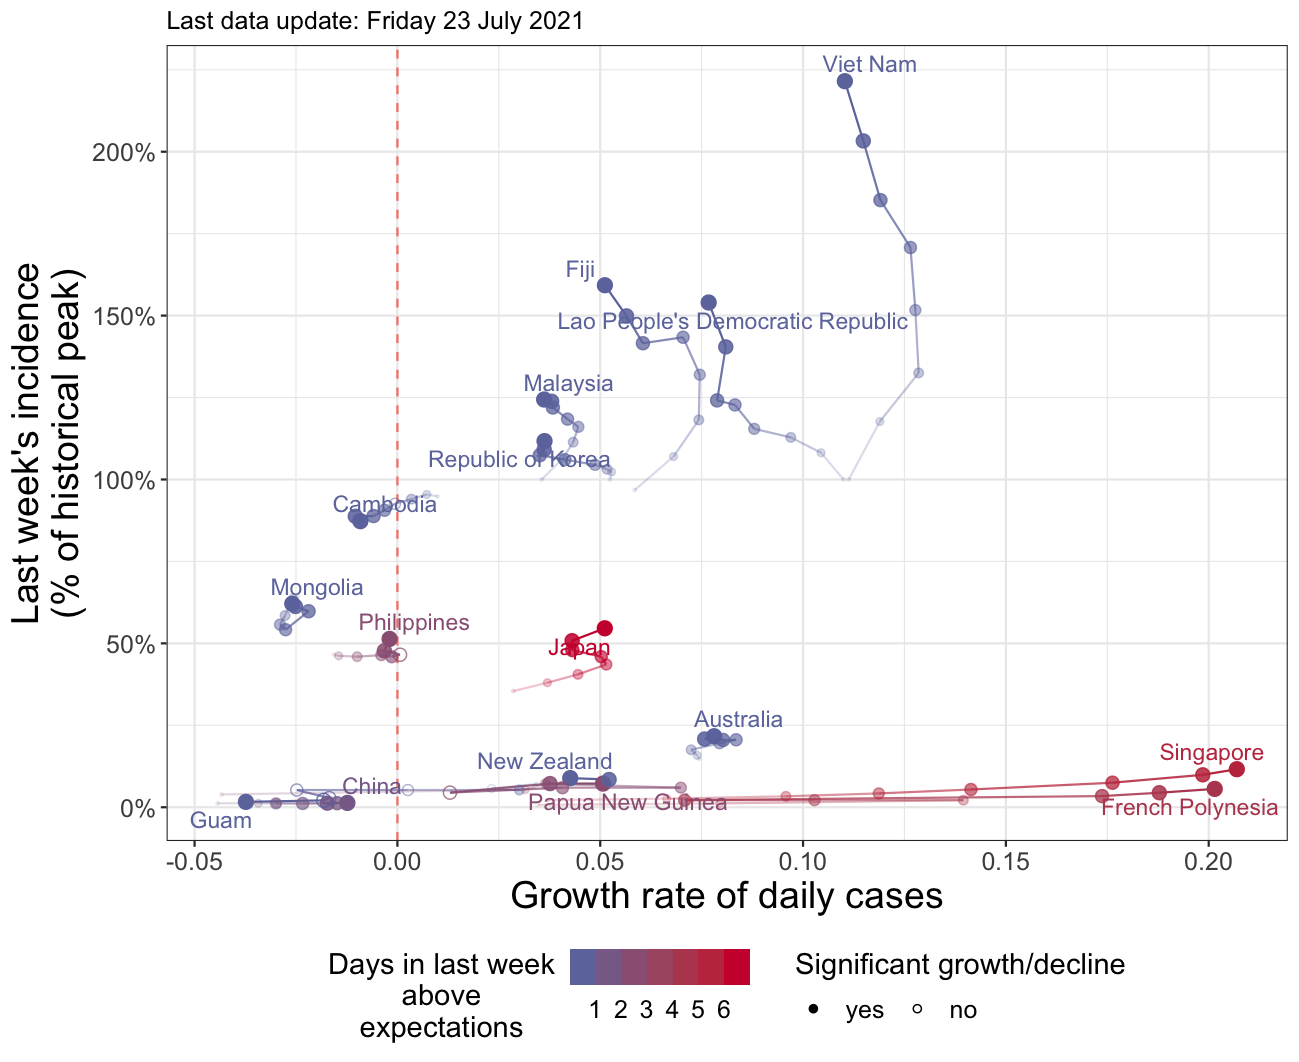 Last data update: Friday 23 July 2021
Last week's incidence
(% of historical peak)
200%
150%
100%
50%
0%
Viet Nam
Fiji
Lao People's Democratic Republic
Malaysia
Republic of Korea
Cambodia
Mongolia
Philippines
Japan
Australia
Singapore
New Zealand
China
Papua New Guinea
French Polynesia
Guam
-0.05 0.00 0.05 0.10 0.15 0.20
Growth rate of daily cases
Days in last week
above
expectations
1 2 3 4 5 6
Significant growth/decline
yes no